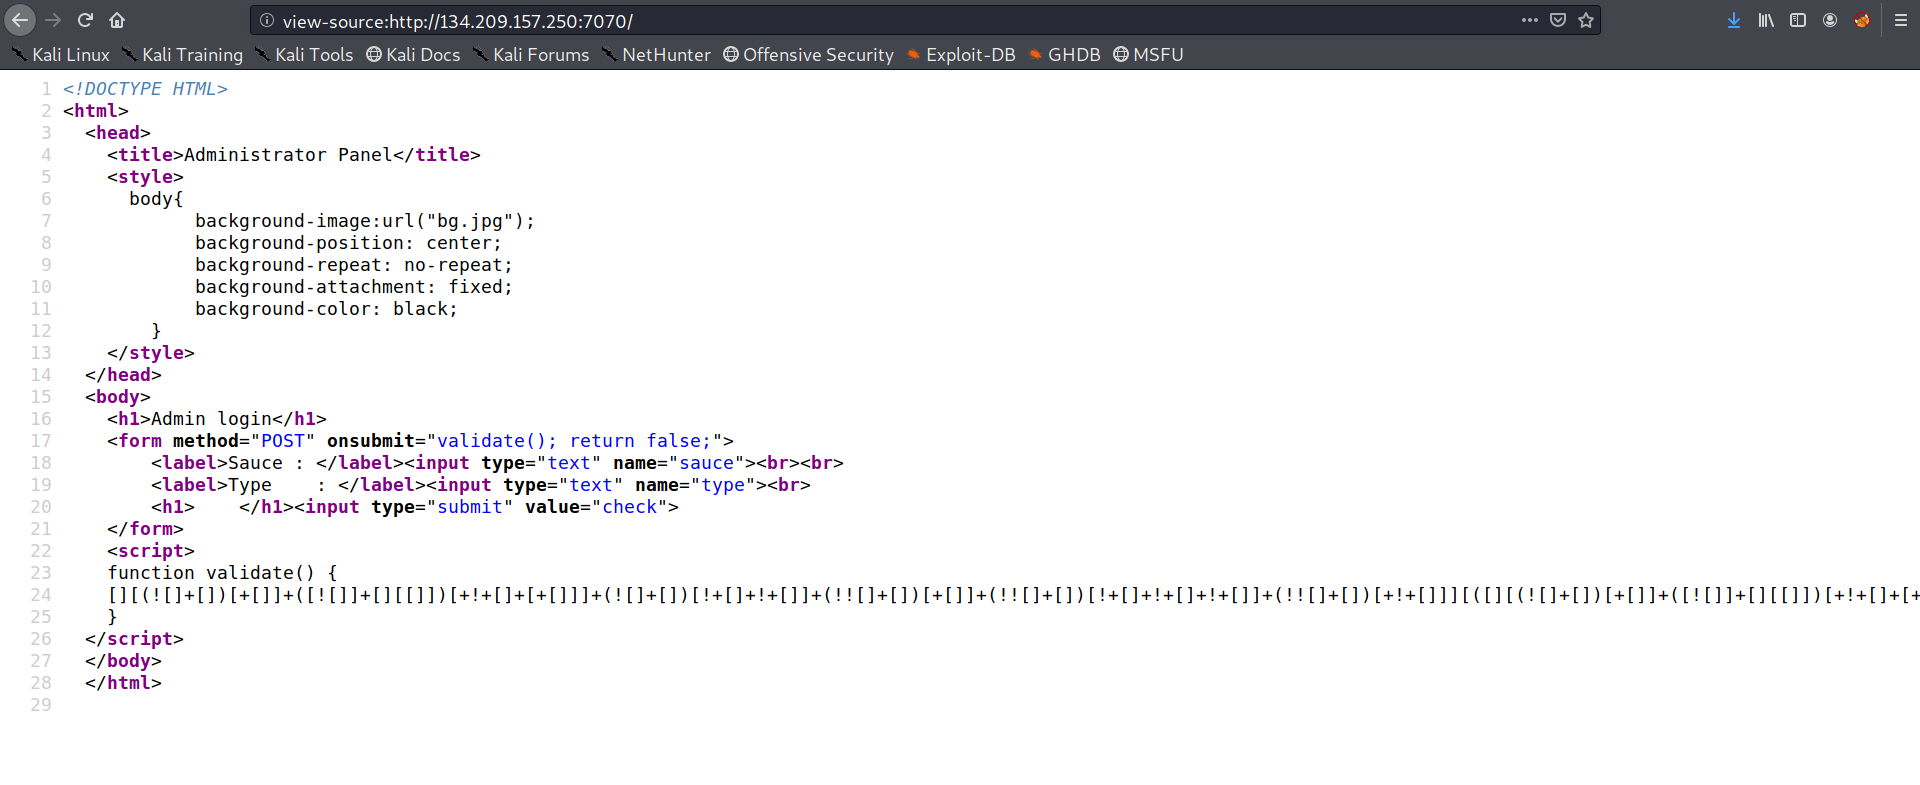 view-source:http://134.209.157.250:7070/
Kali Linux Kali Training Kali Tools Kali Docs Kali Forums NetHunter Offensive Security Exploit-DB GHDB MSFU
1 <!DOCTYPE HTML>
2 <html>
3   <head>
4     <title>Administrator Panel</title>
5     <style>
6       body{
7             background-image:url("bg.jpg");
8             background-position: center;
9             background-repeat: no-repeat;
10             background-attachment: fixed;
11             background-color: black;
12         }
13     </style>
14   </head>
15   <body>
16     <h1>Admin login</h1>
17     <form method="POST" onsubmit="validate(); return false;">
18         <label>Sauce : </label><input type="text" name="sauce"><br><br>
19         <label>Type    : </label><input type="text" name="type"><br>
20         <h1>    </h1><input type="submit" value="check">
21     </form>
22     <script>
23     function validate() {
24     [][(![]+[])[+[]]+([![]]+[][[]])[+!+[]+[+[]]]+(![]+[])[!+[]+!+[]]+(!![]+[])[+[]]+(!![]+[])[!+[]+!+[]+!+[]]+(!![]+[])[+!+[]]][([][(![]+[])[+[]]+([![]]+[][[]])[+!+[]+[+
25     }
26   </script>
27   </body>
28   </html>
29